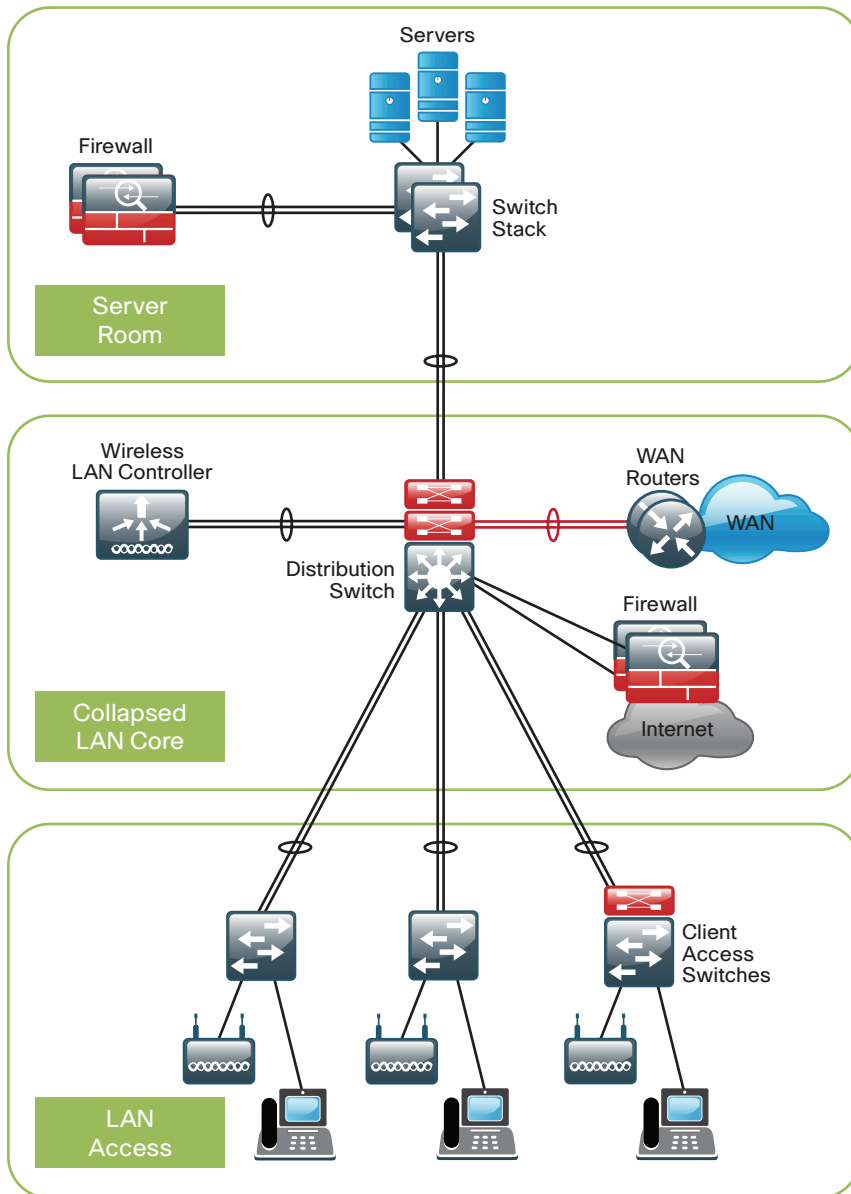 Servers
Firewall
Switch
Stack
Server
Room
Wireless
LAN Controller
WAN
Routers
WAN
Distribution
Switch
Firewall
Internet
Collapsed
LAN Core
Client
Access
Switches
LAN
Access